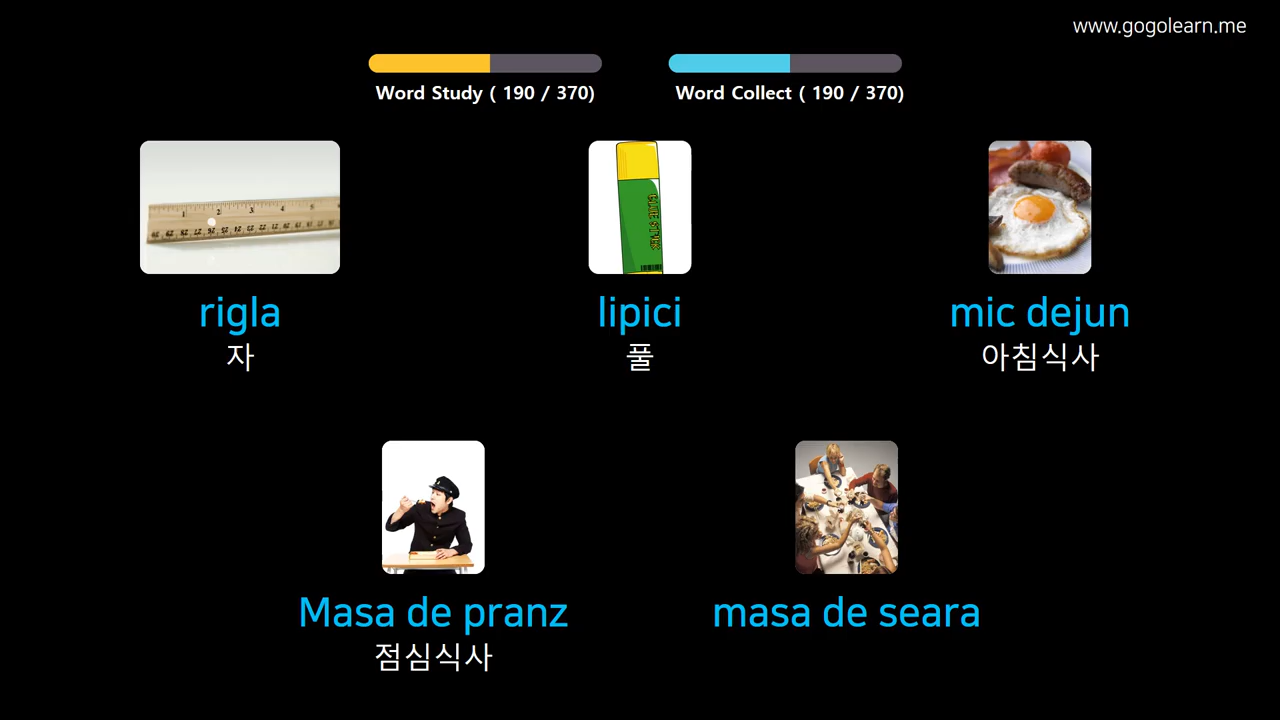 www.gogolearn.me
Word Study ( 190 / 370)
Word Collect ( 190 / 370)
rigla
자
lipici
풀
mic dejun
아침식사
Masa de pranz
점심식사
masa de seara